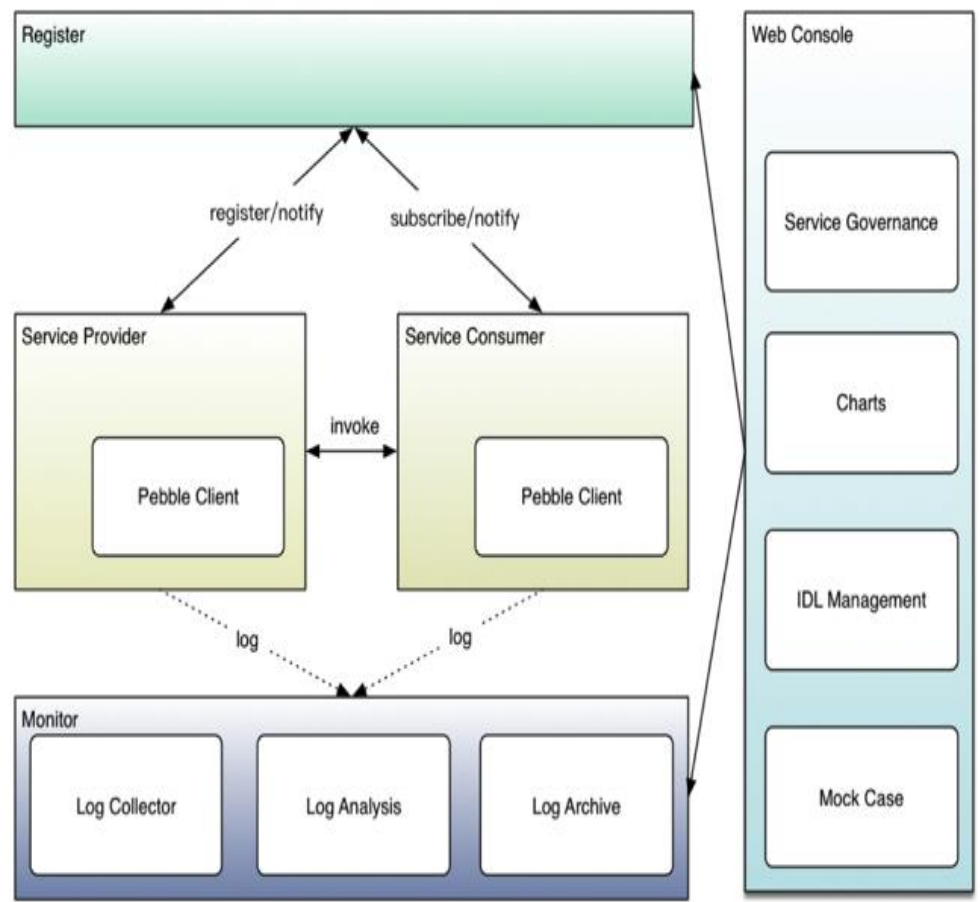 Register
Web Console
register/notify
subscribe/notify
Service Governance
Service Provider
Service Consumer
invoke
Charts
Pebble Client
Pebble Client
log
log
IDL Management
Monitor
Log Collector
Log Analysis
Log Archive
Mock Case